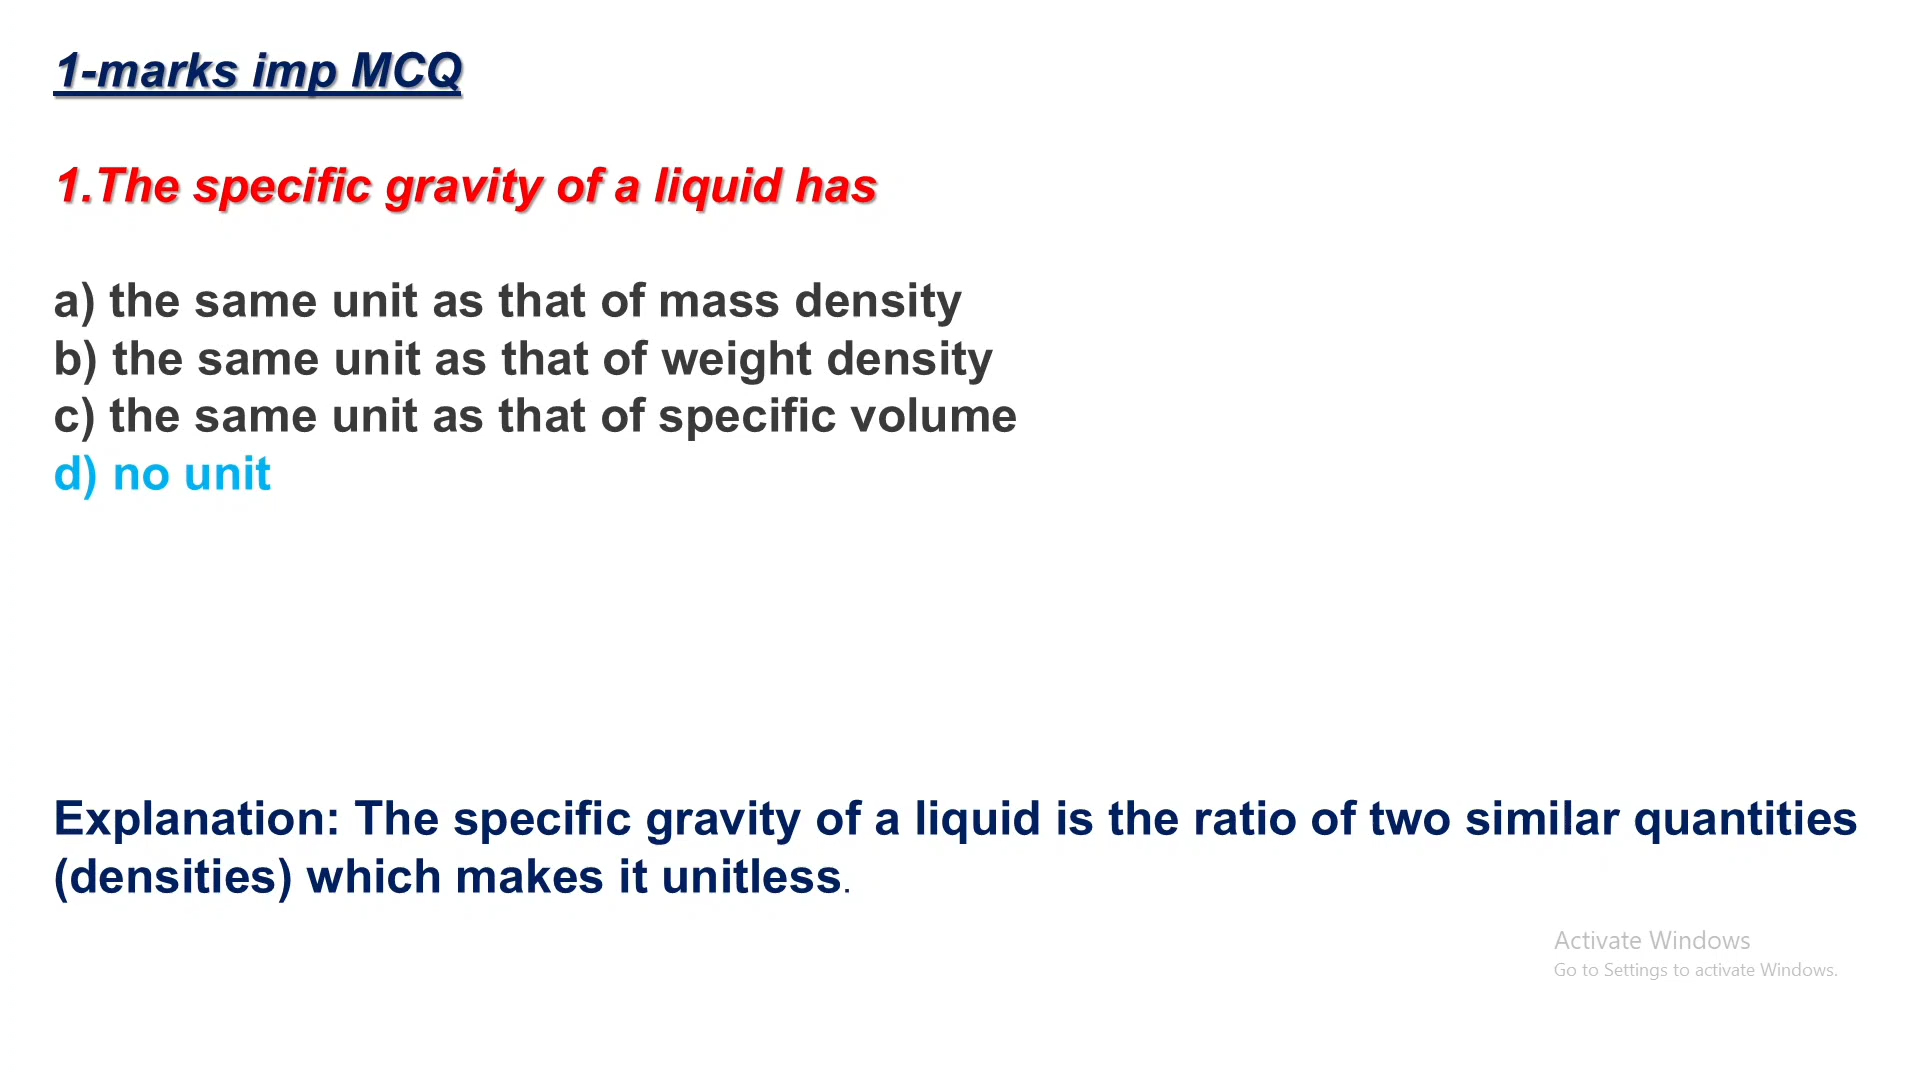 1-marks imp MCQ
1.The specific gravity of a liquid has
a) the same unit as that of mass density
b) the same unit as that of weight density
c) the same unit as that of specific volume
d) no unit
Explanation: The specific gravity of a liquid is the ratio of two similar quantities
(densities) which makes it unitless.
Activate Windows
Go to Settings to activate Windows.